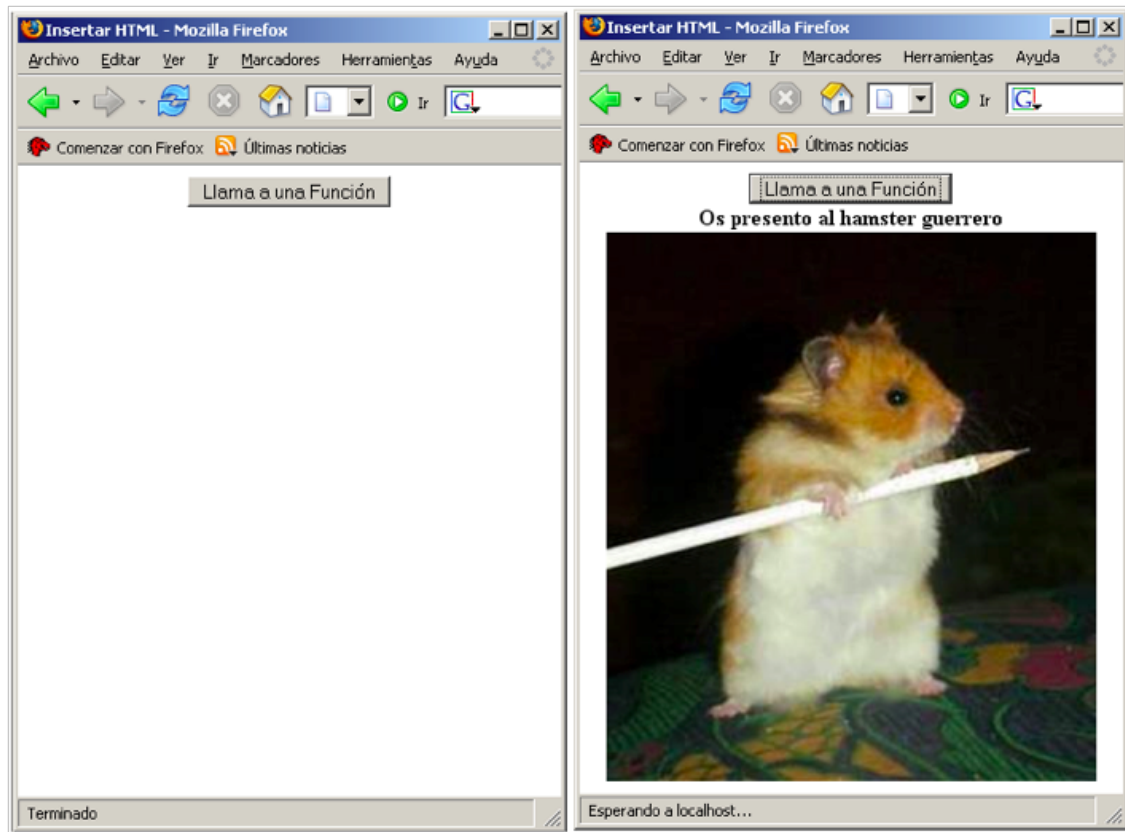 Insertar HTML - Mozilla Firefox
Archivo Editar Ver Ir Marcadores Herramientas Ayuda
Ir G
Comenzar con Firefox Últimas noticias
Llama a una Función
Terminado
Insertar HTML - Mozilla Firefox
Archivo Editar Ver Ir Marcadores Herramientas Ayuda
Ir G
Comenzar con Firefox Últimas noticias
Llama a una Función
Os presento al hamster guerrero
Esperando a localhost...